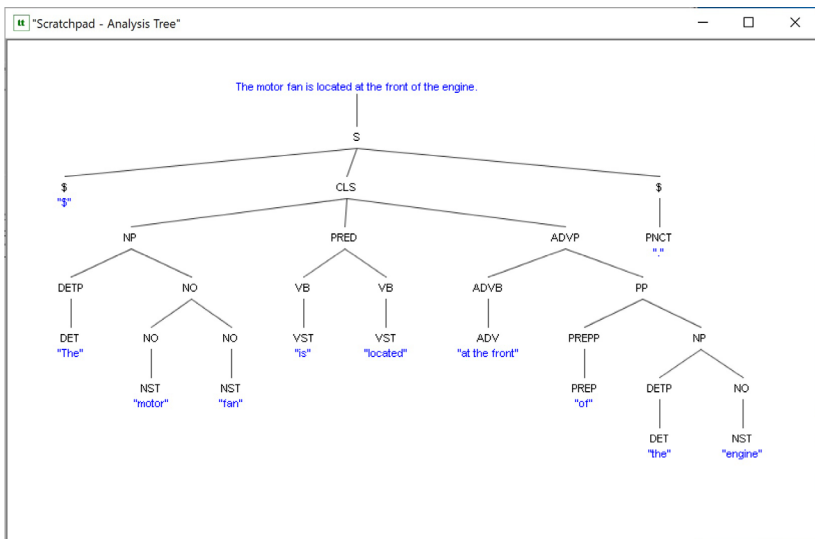 tt "Scratchpad - Analysis Tree"
The motor fan is located at the front of the engine.
S
$ CLS $
"$"
NP PRED ADVP PNCT
"."
DETP NO VB VB ADVB PP
DET NO NO VST VST ADV PREPP NP
"The" "is" "located" "at the front"
NST NST PREP DETP NO
"motor" "fan" "of"
DET NST
"the" "engine"